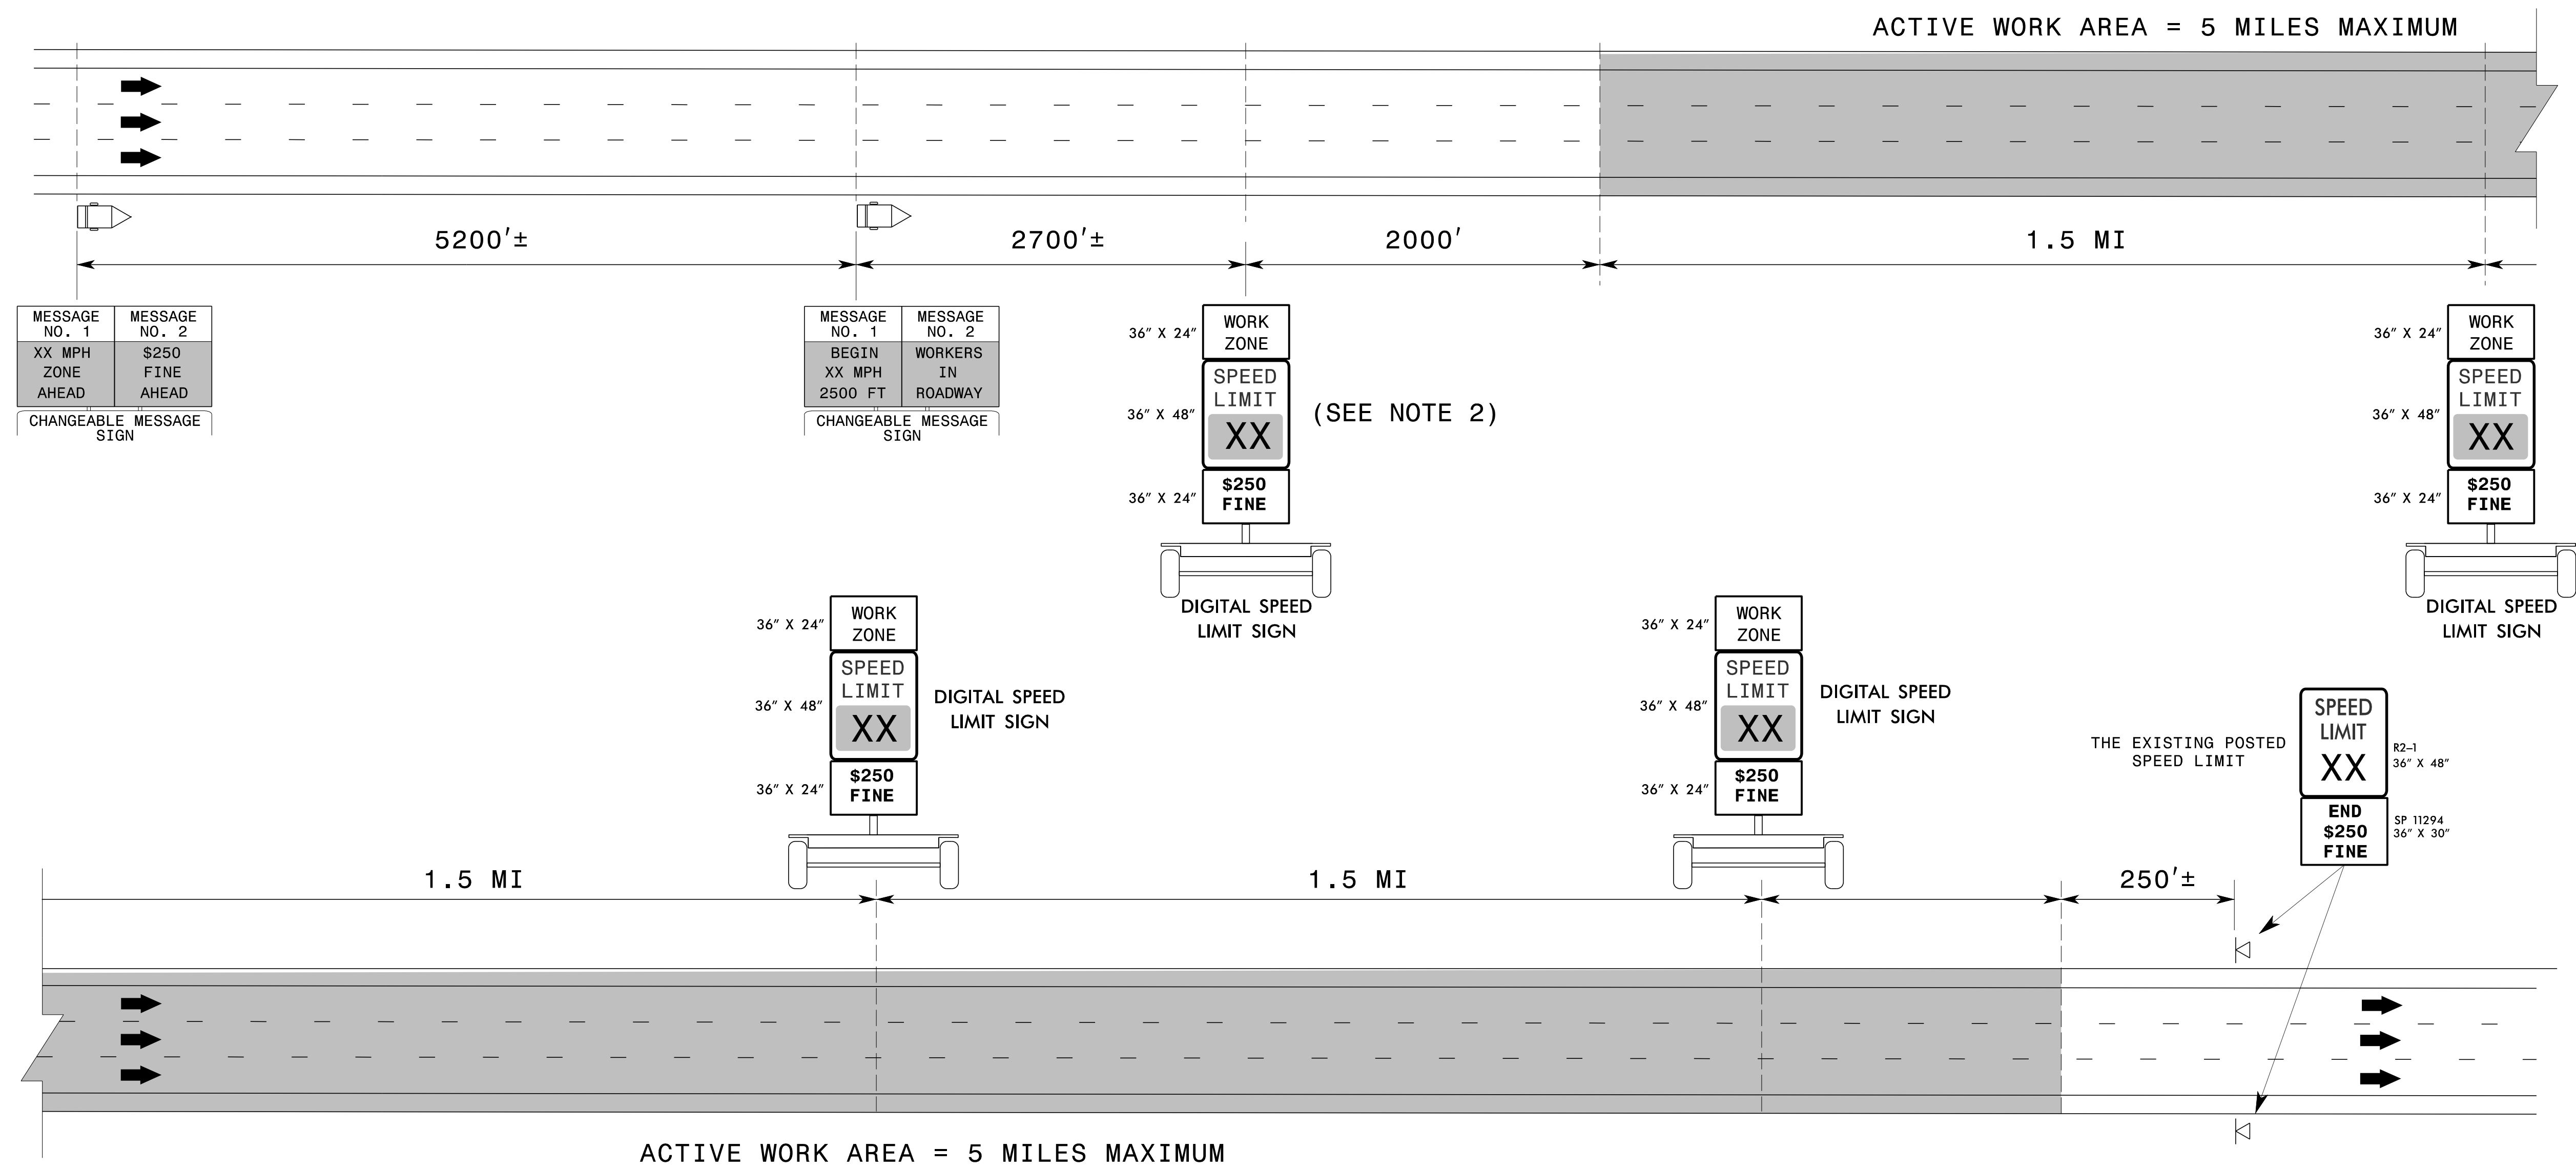 ACTIVE WORK AREA = 5 MILES MAXIMUM
5200'±
2700'±
2000'
1.5 MI
MESSAGE
NO. 1
MESSAGE
NO. 2
XX MPH
ZONE
AHEAD
$250
FINE
AHEAD
CHANGEABLE MESSAGE
SIGN
MESSAGE
NO. 1
MESSAGE
NO. 2
BEGIN
XX MPH
2500 FT
WORKERS
IN
ROADWAY
CHANGEABLE MESSAGE
SIGN
36" X 24"
WORK
ZONE
36" X 48"
SPEED
LIMIT
XX
(SEE NOTE 2)
36" X 24"
$250
FINE
DIGITAL SPEED
LIMIT SIGN
36" X 24"
WORK
ZONE
36" X 48"
SPEED
LIMIT
XX
36" X 24"
$250
FINE
DIGITAL SPEED
LIMIT SIGN
36" X 24"
WORK
ZONE
36" X 48"
SPEED
LIMIT
XX
DIGITAL SPEED
LIMIT SIGN
36" X 24"
$250
FINE
36" X 24"
WORK
ZONE
36" X 48"
SPEED
LIMIT
XX
DIGITAL SPEED
LIMIT SIGN
36" X 24"
$250
FINE
THE EXISTING POSTED
SPEED LIMIT
SPEED
LIMIT
XX
R2-1
36" X 48"
END
$250
FINE
SP 11294
36" X 30"
1.5 MI
1.5 MI
250'±
ACTIVE WORK AREA = 5 MILES MAXIMUM